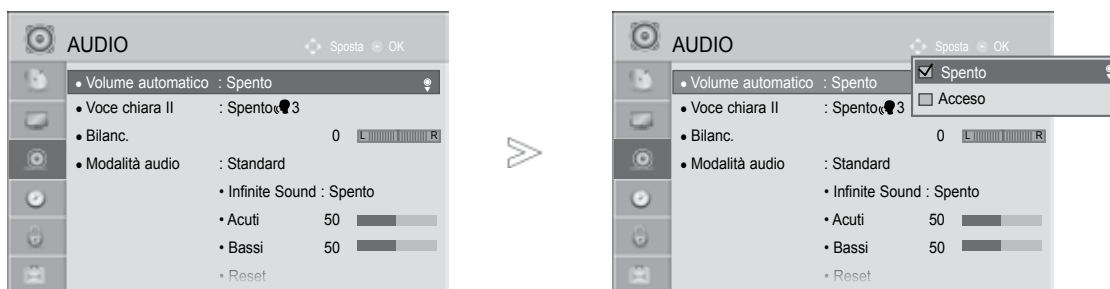 AUDIO
Sposta OK
• Volume automatico : Spento
• Voce chiara II : Spento 3
• Bilanc. 0 L R
• Modalità audio : Standard
• Infinite Sound : Spento
• Acuti 50
• Bassi 50
• Reset
AUDIO
Sposta OK
• Volume automatico : Spento
Spento
Acceso
• Voce chiara II : Spento 3
• Bilanc. 0 L R
• Modalità audio : Standard
• Infinite Sound : Spento
• Acuti 50
• Bassi 50
• Reset